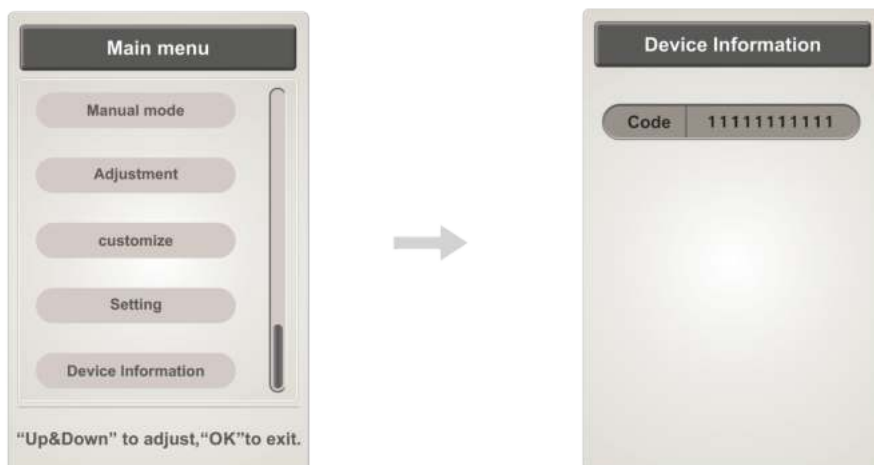 Main menu
Manual mode
Adjustment
customize
Setting
Device Information
“Up&Down” to adjust,“OK”to exit.
Device Information
Code 11111111111